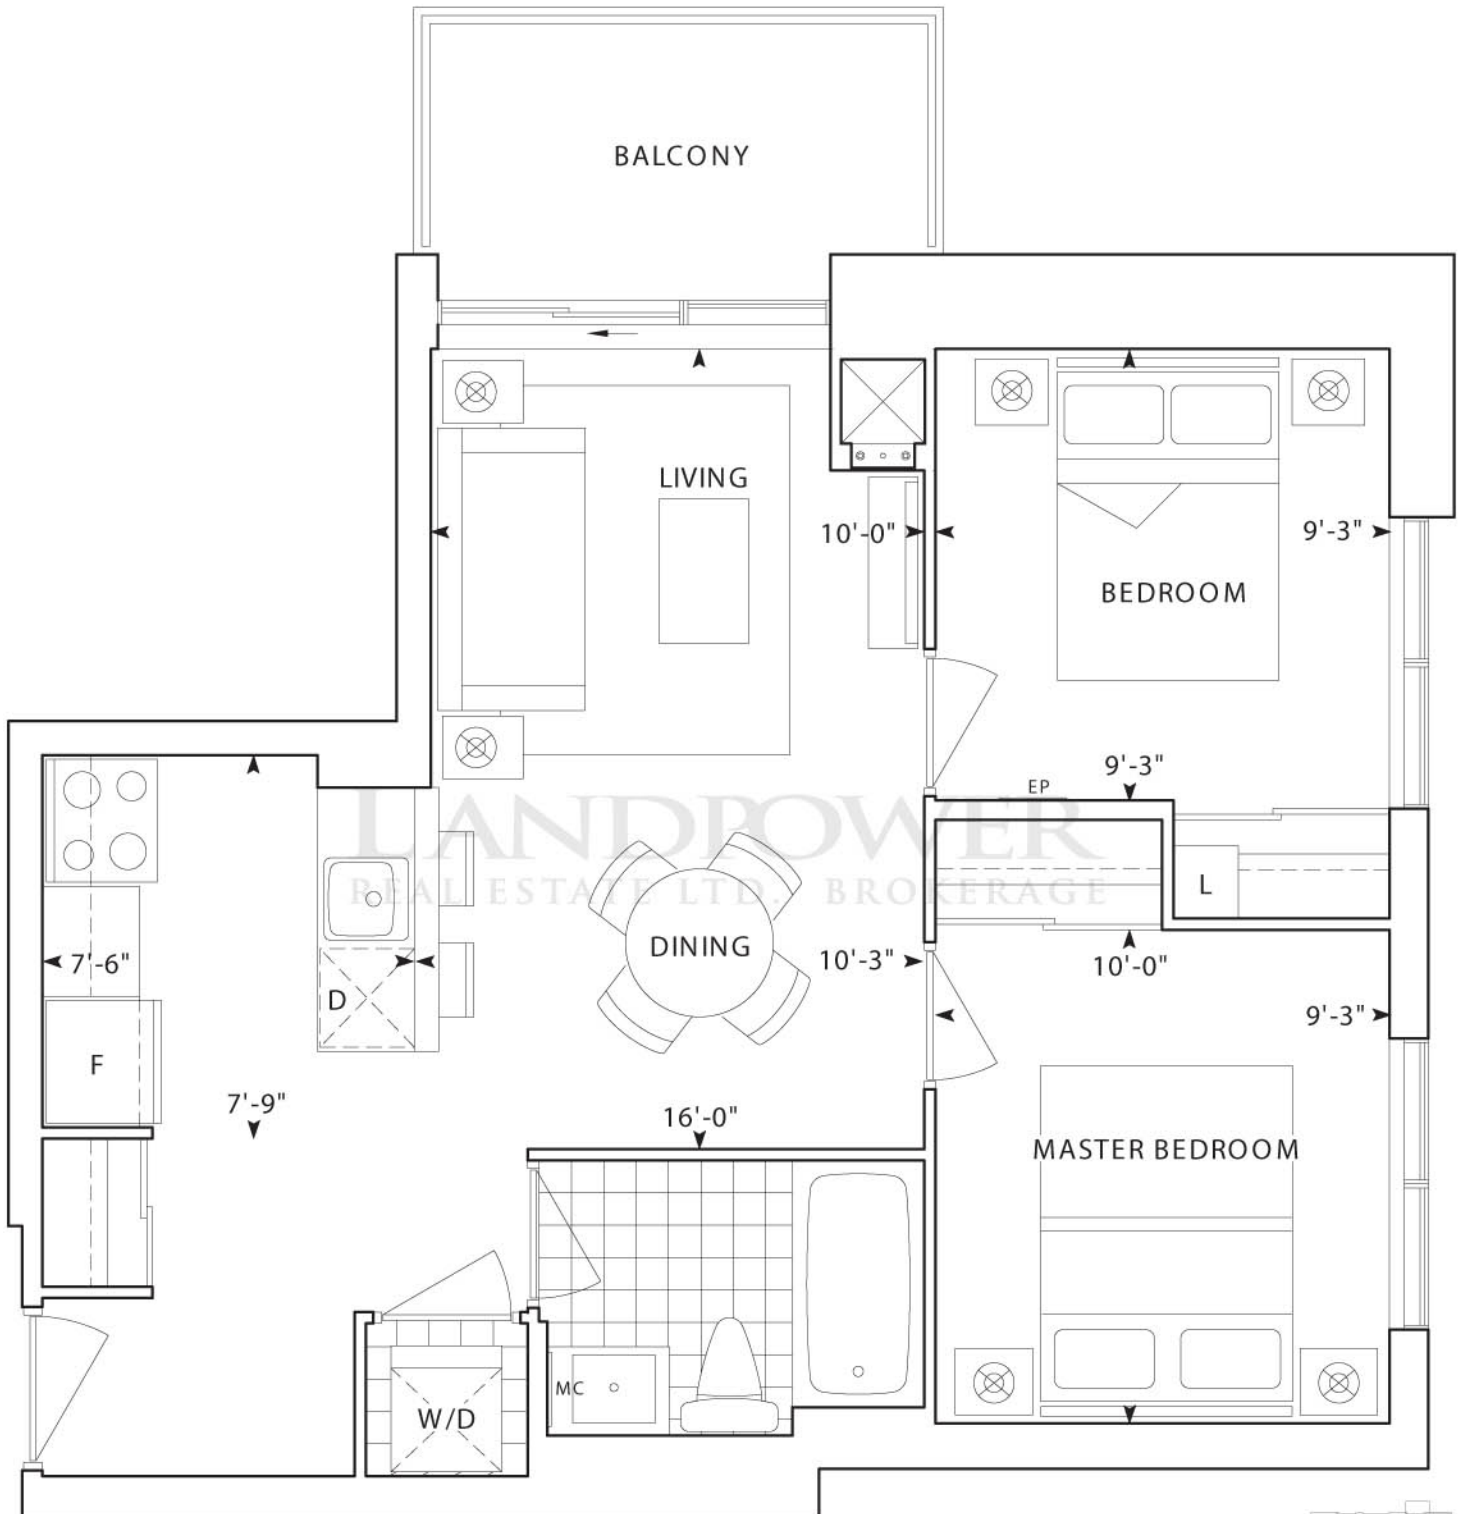 BALCONY
LIVING
10'-0"
9'-3"
BEDROOM
9'-3"
EP
LANDPOWER
REAL ESTATE LTD. BROKERAGE
L
DINING
7'-6"
10'-3"
10'-0"
D
9'-3"
F
7'-9"
16'-0"
MASTER BEDROOM
MC
W/D